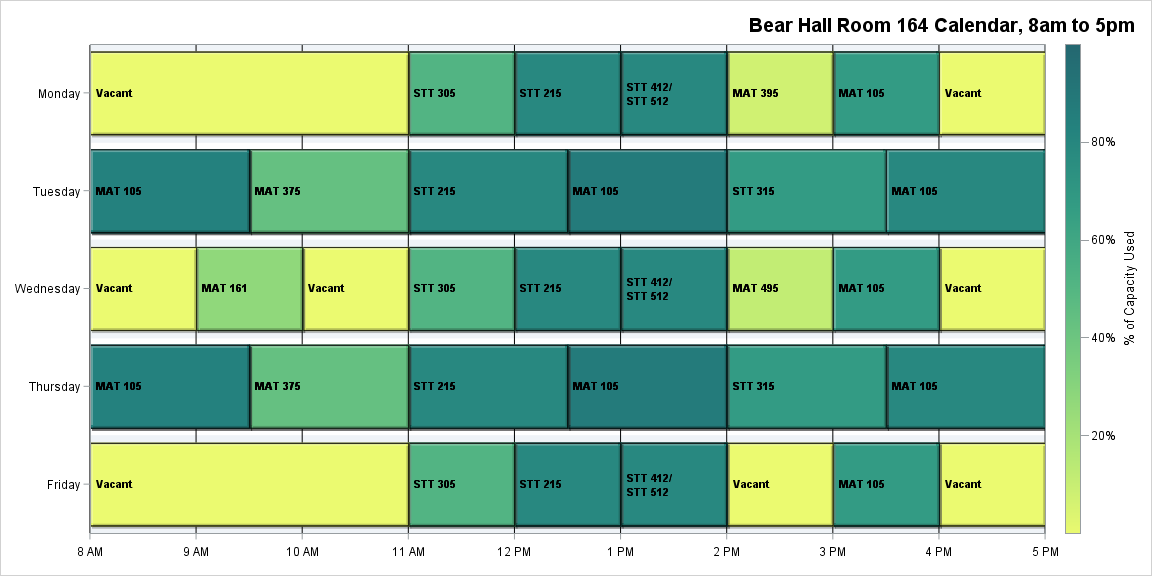 Bear Hall Room 164 Calendar, 8am to 5pm
Monday
Vacant
STT 305
STT 215
STT 412/
STT 512
MAT 395
MAT 105
Vacant
Tuesday
MAT 105
MAT 375
STT 215
MAT 105
STT 315
MAT 105
Wednesday
Vacant
MAT 161
Vacant
STT 305
STT 215
STT 412/
STT 512
MAT 495
MAT 105
Vacant
Thursday
MAT 105
MAT 375
STT 215
MAT 105
STT 315
MAT 105
Friday
Vacant
STT 305
STT 215
STT 412/
STT 512
Vacant
MAT 105
Vacant
8 AM
9 AM
10 AM
11 AM
12 PM
1 PM
2 PM
3 PM
4 PM
5 PM
80%
60%
40%
20%
% of Capacity Used